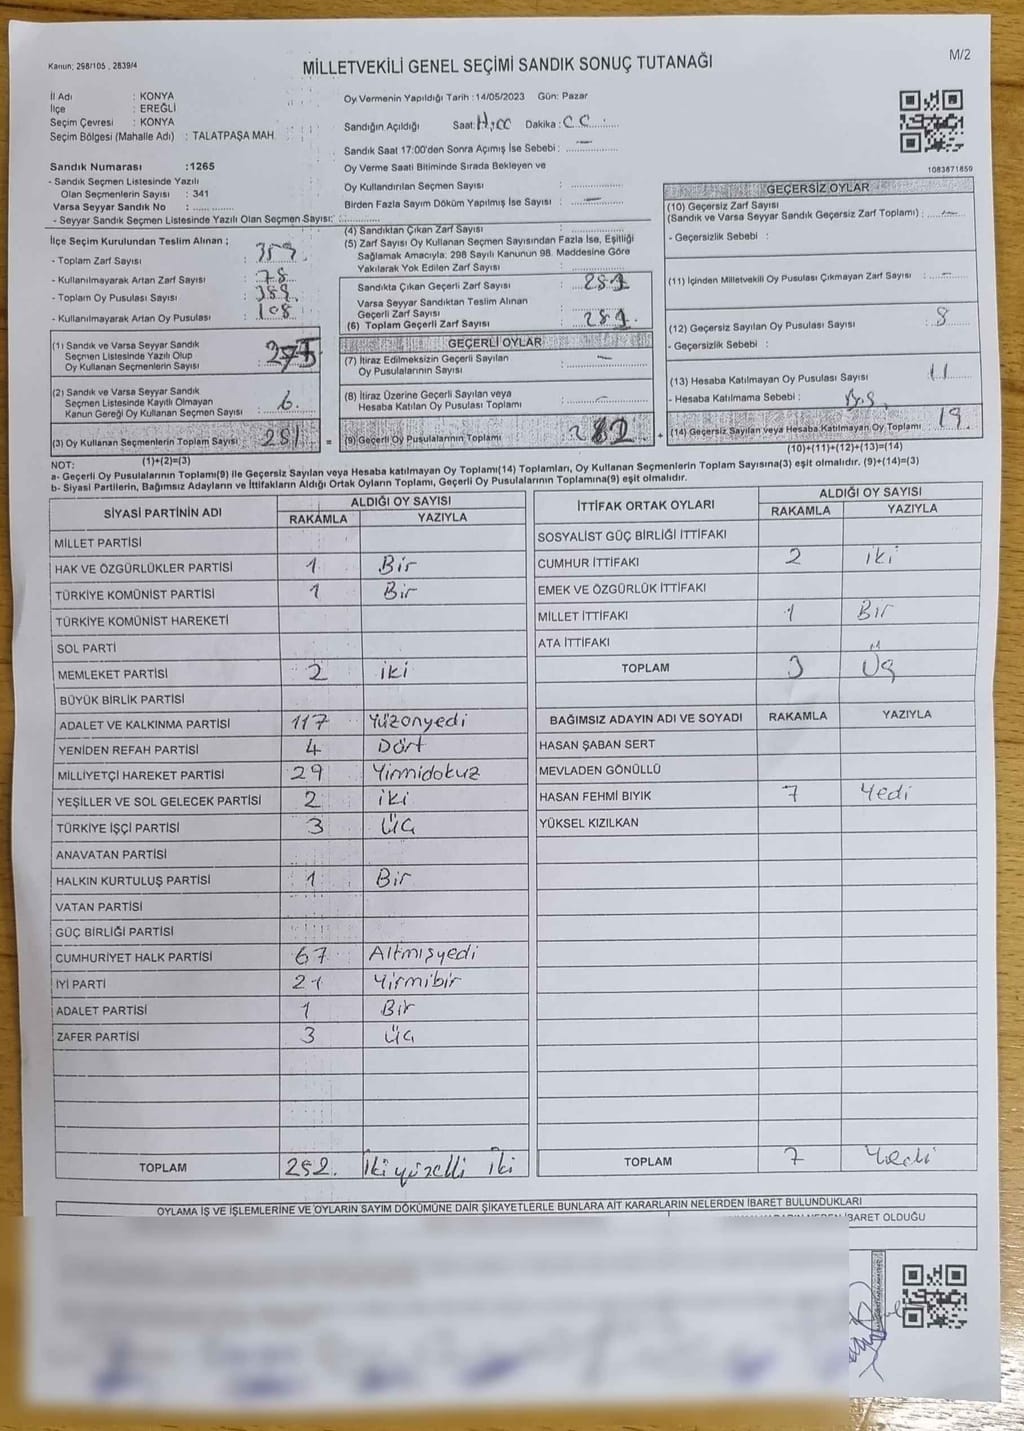 Kanun: 298/105 , 2839/4
MİLLETVEKİLİ GENEL SEÇİMİ SANDIK SONUÇ TUTANAĞI
M/2
İl Adı : KONYA
İlçe : EREĞLİ
Seçim Çevresi : KONYA
Seçim Bölgesi (Mahalle Adı) : TALATPAŞA MAH.
Sandık Numarası : 1265
- Sandık Seçmen Listesinde Yazılı
Olan Seçmenlerin Sayısı : 341
Varsa Seyyar Sandık No : ............
- Seyyar Sandık Seçmen Listesinde Yazılı Olan Seçmen Sayısı: ............
Oy Vermenin Yapıldığı Tarih : 14/05/2023 Gün: Pazar
Sandığın Açıldığı Saat: Dakika :
Sandık Saat 17:00'den Sonra Açımış İse Sebebi : —
Oy Verme Saati Bitiminde Sırada Bekleyen ve
Oy Kullandırılan Seçmen Sayısı : ............
Birden Fazla Sayım Döküm Yapılmış İse Sayısı : —
1083671859
İlçe Seçim Kurulundan Teslim Alınan ;
- Toplam Zarf Sayısı :
- Kullanılmayarak Artan Zarf Sayısı : 78
- Toplam Oy Pusulası Sayısı : 389
- Kullanılmayarak Artan Oy Pusulası : 108
(1) Sandık ve Varsa Seyyar Sandık
Seçmen Listesinde Yazılı Olup
Oy Kullanan Seçmenlerin Sayısı : 275
(2) Sandık ve Varsa Seyyar Sandık
Seçmen Listesinde Kayıtlı Olmayan
Kanun Gereği Oy Kullanan Seçmen Sayısı : 6
(3) Oy Kullanan Seçmenlerin Toplam Sayısı : 281 =
(1)+(2)=(3)
(4) Sandıktan Çıkan Zarf Sayısı : ............
(5) Zarf Sayısı Oy Kullanan Seçmen Sayısından Fazla İse, Eşitliği
Sağlamak Amacıyla; 298 Sayılı Kanunun 98. Maddesine Göre
Yakılarak Yok Edilen Zarf Sayısı : ............
Sandıkta Çıkan Geçerli Zarf Sayısı : 281
Varsa Seyyar Sandıktan Teslim Alınan
Geçerli Zarf Sayısı :
(6) Toplam Geçerli Zarf Sayısı : 281
GEÇERLİ OYLAR
(7) İtiraz Edilmeksizin Geçerli Sayılan
Oy Pusulalarının Sayısı : —
(8) İtiraz Üzerine Geçerli Sayılan veya
Hesaba Katılan Oy Pusulası Toplamı : —
(9) Geçerli Oy Pusulalarının Toplamı : +
GEÇERSİZ OYLAR
(10) Geçersiz Zarf Sayısı
(Sandık ve Varsa Seyyar Sandık Geçersiz Zarf Toplamı) : —
- Geçersizlik Sebebi :
(11) İçinden Milletvekili Oy Pusulası Çıkmayan Zarf Sayısı : —
(12) Geçersiz Sayılan Oy Pusulası Sayısı : 8
- Geçersizlik Sebebi :
(13) Hesaba Katılmayan Oy Pusulası Sayısı : 11
- Hesaba Katılmama Sebebi :
(14) Geçersiz Sayılan veya Hesaba Katılmayan Oy Toplamı : 19.
(10)+(11)+(12)+(13)=(14)
NOT:
a- Geçerli Oy Pusulalarının Toplamı(9) ile Geçersiz Sayılan veya Hesaba katılmayan Oy Toplamı(14) Toplamları, Oy Kullanan Seçmenlerin Toplam Sayısına(3) eşit olmalıdır. (9)+(14)=(3)
b- Siyasi Partilerin, Bağımsız Adayların ve İttifakların Aldığı Ortak Oyların Toplamı, Geçerli Oy Pusulalarının Toplamına(9) eşit olmalıdır.
SİYASİ PARTİNİN ADI ALDIĞI OY SAYISI
RAKAMLA YAZIYLA
MİLLET PARTİSİ
HAK VE ÖZGÜRLÜKLER PARTİSİ 1 Bir
TÜRKİYE KOMÜNİST PARTİSİ 1 Bir
TÜRKİYE KOMÜNİST HAREKETİ
SOL PARTİ
MEMLEKET PARTİSİ 2 iki
BÜYÜK BİRLİK PARTİSİ
ADALET VE KALKINMA PARTİSİ 117 Yüzonyedi
YENİDEN REFAH PARTİSİ 4 Dört
MİLLİYETÇİ HAREKET PARTİSİ 29 Yirmidokuz
YEŞİLLER VE SOL GELECEK PARTİSİ 2 iki
TÜRKİYE İŞÇİ PARTİSİ 3 Üç
ANAVATAN PARTİSİ
HALKIN KURTULUŞ PARTİSİ 1 Bir
VATAN PARTİSİ
GÜÇ BİRLİĞİ PARTİSİ
CUMHURİYET HALK PARTİSİ 67 Altmışyedi
İYİ PARTİ 21 Yirmibir
ADALET PARTİSİ 1 Bir
ZAFER PARTİSİ 3 Üç
TOPLAM 252. İkiyüzelli İki
İTTİFAK ORTAK OYLARI ALDIĞI OY SAYISI
RAKAMLA YAZIYLA
SOSYALİST GÜÇ BİRLİĞİ İTTİFAKI
CUMHUR İTTİFAKI 2 iki
EMEK VE ÖZGÜRLÜK İTTİFAKI
MİLLET İTTİFAKI 1 Bir
ATA İTTİFAKI
TOPLAM 3 Üç
BAĞIMSIZ ADAYIN ADI VE SOYADI RAKAMLA YAZIYLA
HASAN ŞABAN SERT
MEVLADEN GÖNÜLLÜ
HASAN FEHMİ BIYIK 7 Yedi
YÜKSEL KIZILKAN
TOPLAM 7 Yedi
OYLAMA İŞ VE İŞLEMLERİNE VE OYLARIN SAYIM DÖKÜMÜNE DAİR ŞİKAYETLERLE BUNLARA AİT KARARLARIN NELERDEN İBARET BULUNDUKLARI
İBARET OLDUĞU